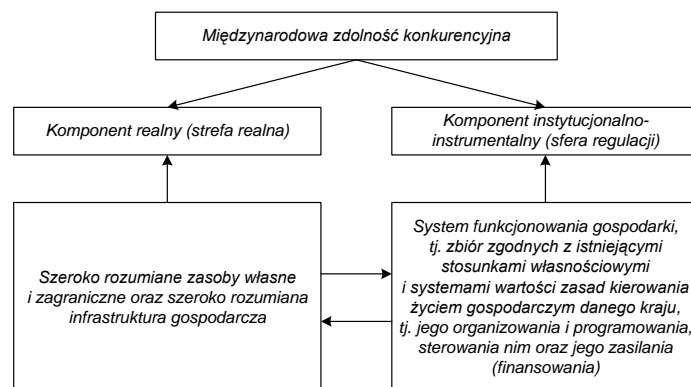 Międzynarodowa zdolność konkurencyjna
Komponent realny (strefa realna)
Komponent instytucjonalno-
instrumentalny (sfera regulacji)
Szeroko rozumiane zasoby własne
i zagraniczne oraz szeroko rozumiana
infrastruktura gospodarcza
System funkcjonowania gospodarki,
tj. zbiór zgodnych z istniejącymi
stosunkami własnościowymi
i systemami wartości zasad kierowania
życiem gospodarczym danego kraju,
tj. jego organizowania i programowania,
sterowania nim oraz jego zasilania
(finansowania)